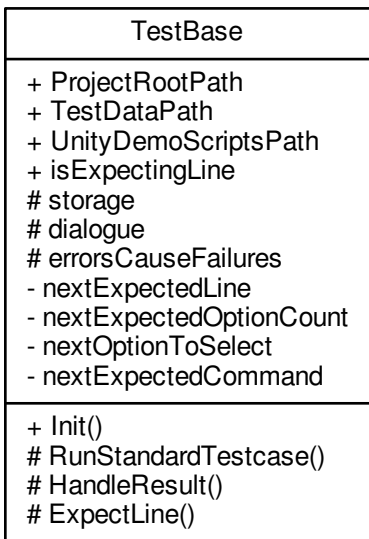 TestBase
+ ProjectRootPath
+ TestDataPath
+ UnityDemoScriptsPath
+ isExpectingLine
# storage
# dialogue
# errorsCauseFailures
- nextExpectedLine
- nextExpectedOptionCount
- nextOptionToSelect
- nextExpectedCommand
+ Init()
# RunStandardTestcase()
# HandleResult()
# ExpectLine()